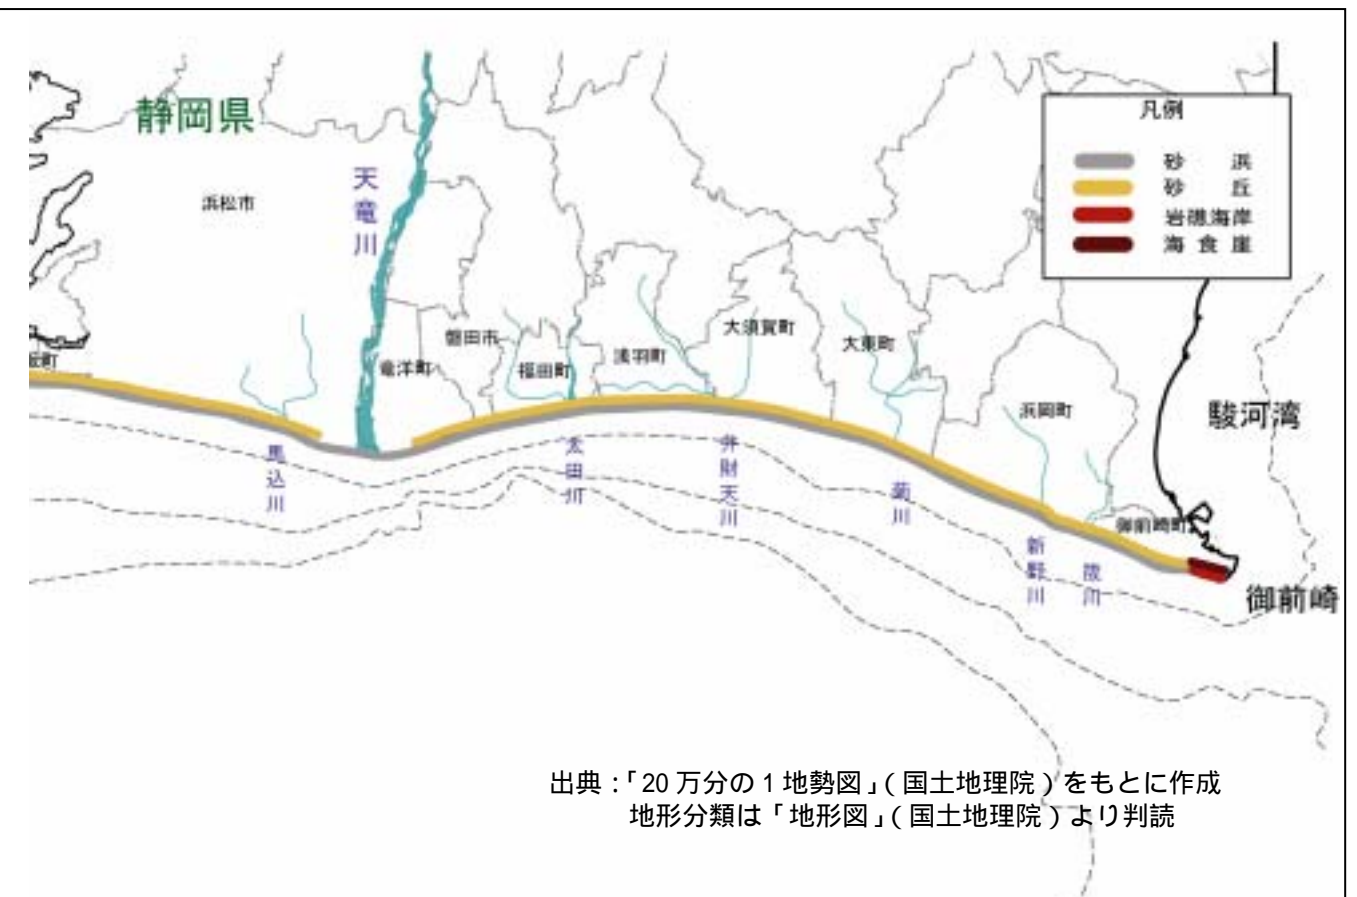 静岡県
天竜川
浜松市
凡例
砂 浜
砂 丘
岩礁海岸
海 食 崖
磐田市
竜洋町
福田町
浅羽町
大須賀町
大東町
浜岡町
御前崎町
駿河湾
御前崎
馬込川
太田川
弁財天川
菊川
新野川
出典：「20 万分の 1 地勢図」（国土地理院）をもとに作成
地形分類は「地形図」（国土地理院）より判読